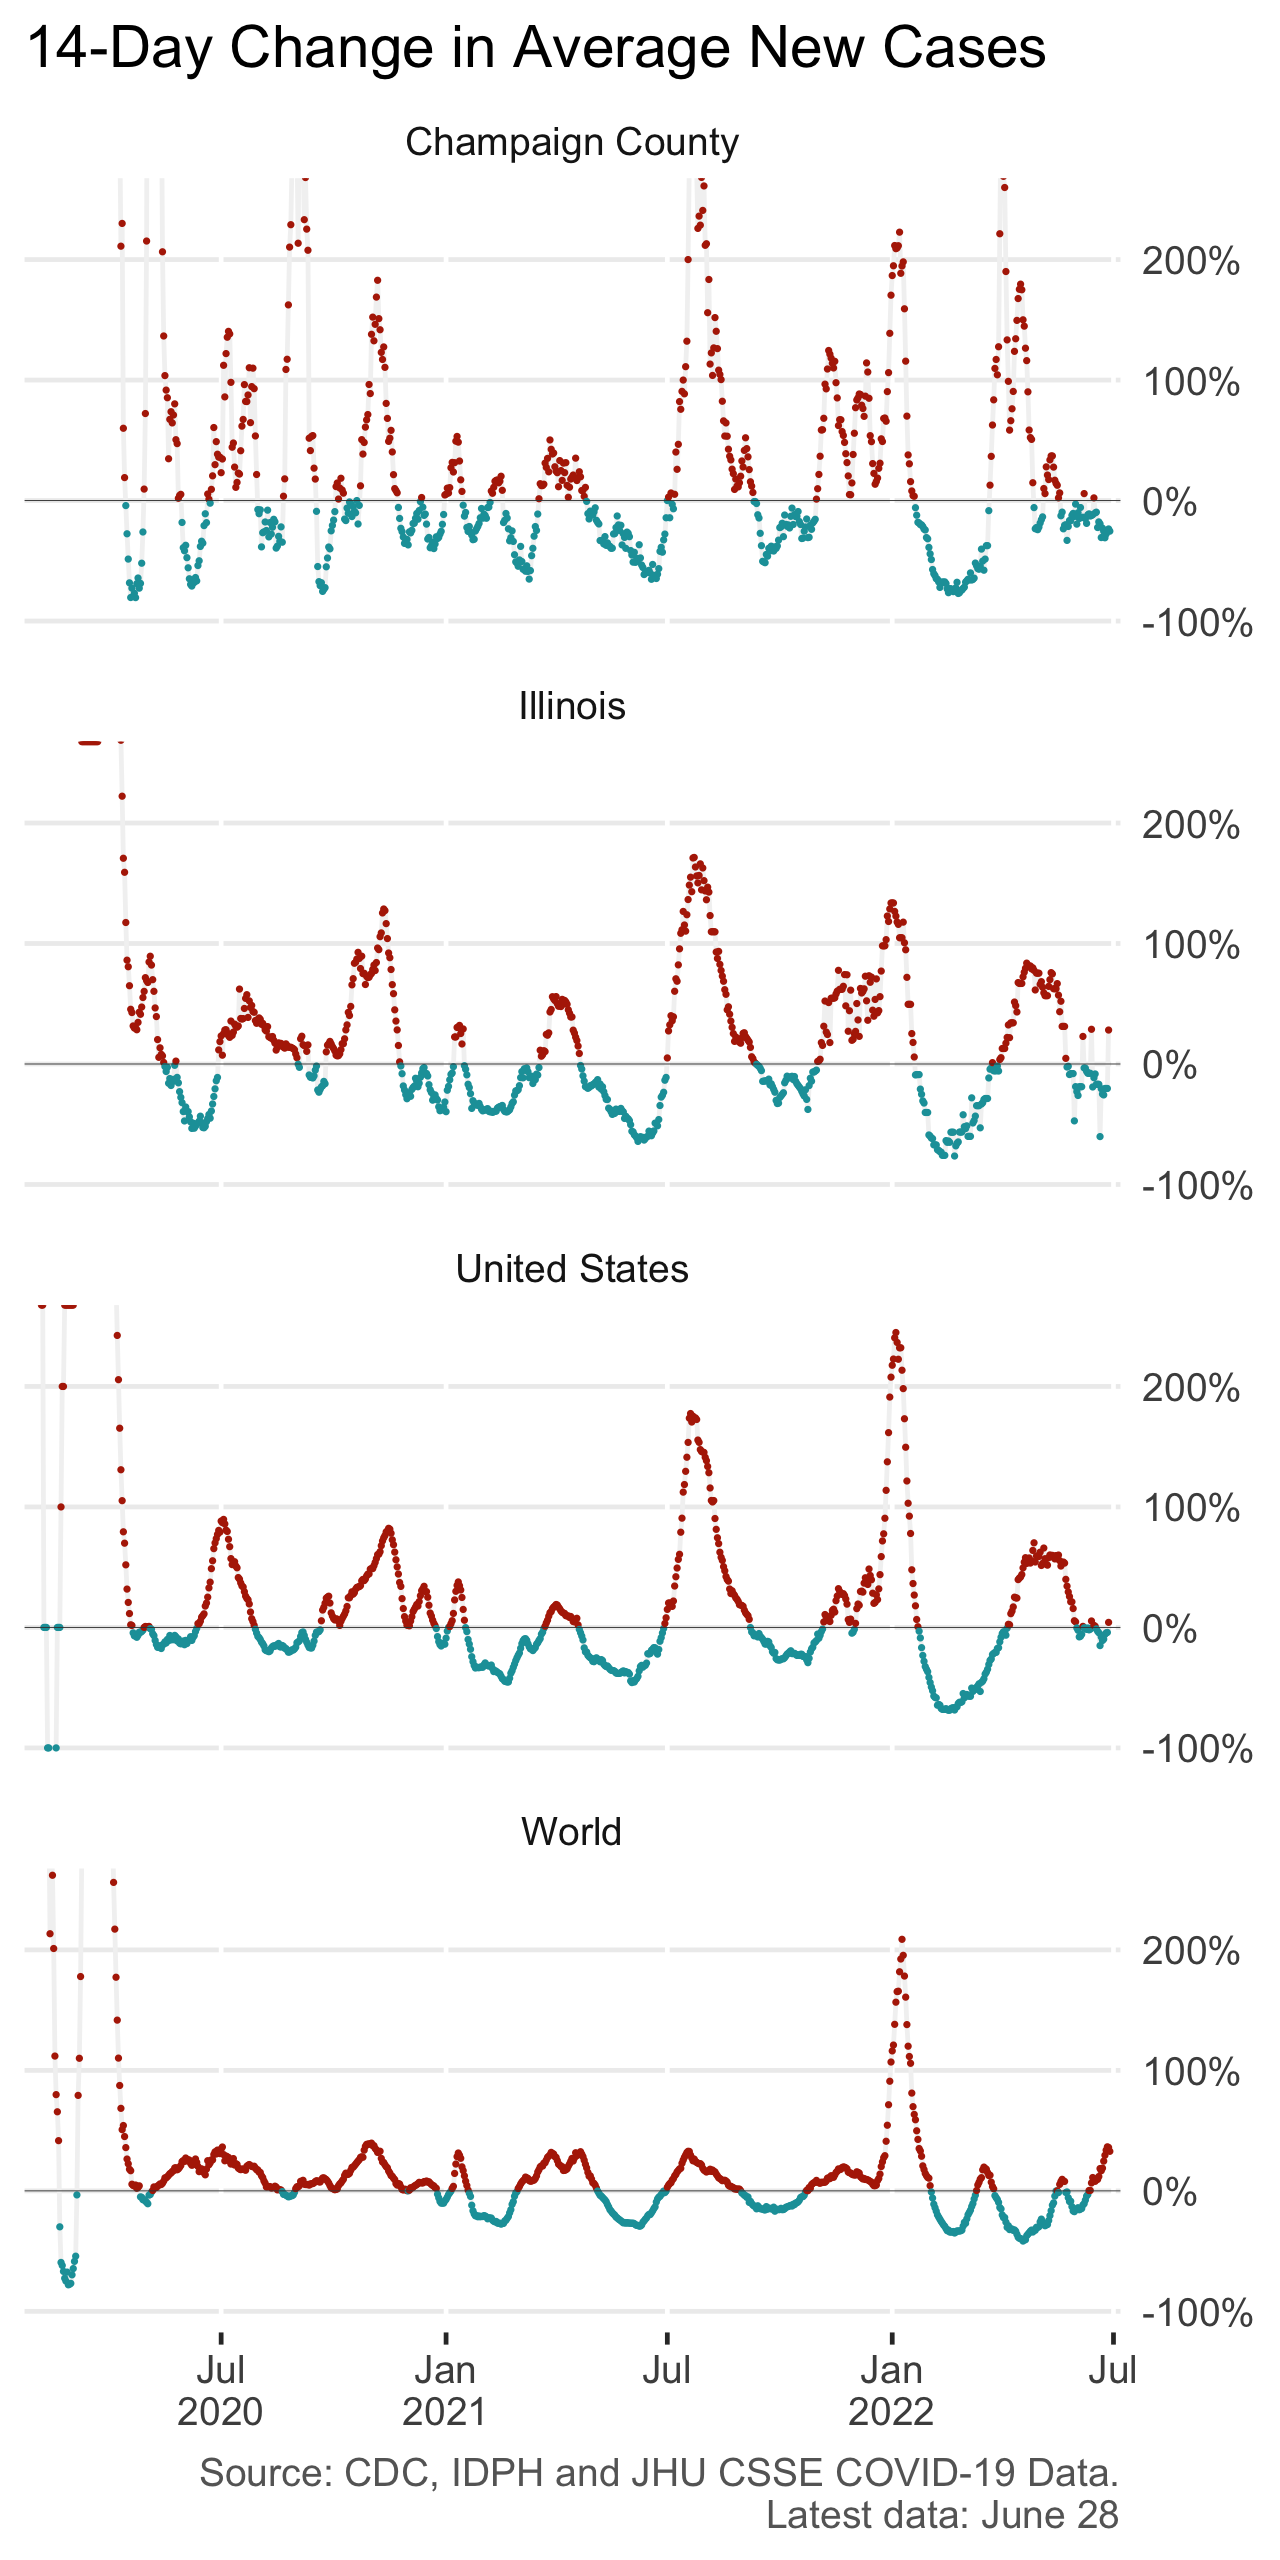 14-Day Change in Average New Cases
Champaign County
200%
100%
0%
-100%
Illinois
200%
100%
0%
-100%
United States
200%
100%
0%
-100%
World
200%
100%
0%
-100%
Jul Jan Jul Jan Jul
2020 2021 2022
Source: CDC, IDPH and JHU CSSE COVID-19 Data.
Latest data: June 28